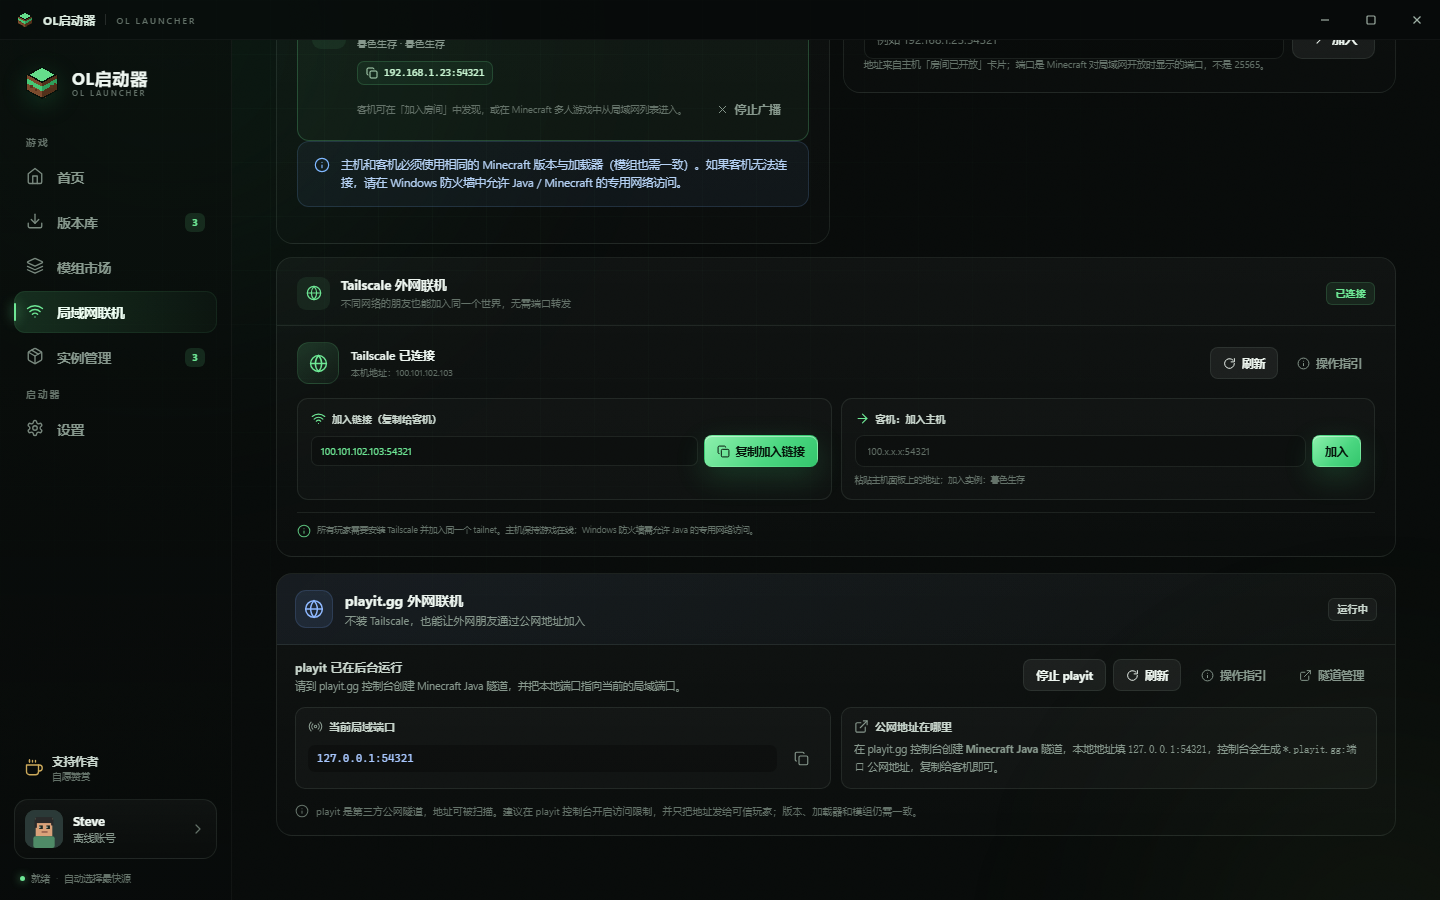 OL启动器 OL LAUNCHER
OL启动器
OL LAUNCHER
游戏
首页
版本库 3
模组市场
局域网联机
实例管理 3
启动器
设置
支持作者
自愿赞赏
Steve
离线账号
就绪 · 自动选择最快源
暮色生存 · 暮色生存
192.168.1.23:54321
客机可在「加入房间」中发现，或在 Minecraft 多人游戏中从局域网列表进入。
停止广播
主机和客机必须使用相同的 Minecraft 版本与加载器（模组也需一致）。如果客机无法连
接，请在 Windows 防火墙中允许 Java / Minecraft 的专用网络访问。
例如 192.168.1.23:54321
加入
地址来自主机「房间已开放」卡片；端口是 Minecraft 对局域网开放时显示的端口，不是 25565。
Tailscale 外网联机
不同网络的朋友也能加入同一个世界，无需端口转发
已连接
Tailscale 已连接
本机地址：100.101.102.103
刷新
操作指引
加入链接（复制给客机）
100.101.102.103:54321
复制加入链接
客机：加入主机
100.x.x.x:54321
加入
粘贴主机面板上的地址；加入实例：暮色生存
所有玩家需要安装 Tailscale 并加入同一个 tailnet。主机保持游戏在线；Windows 防火墙需允许 Java 的专用网络访问。
playit.gg 外网联机
不装 Tailscale，也能让外网朋友通过公网地址加入
运行中
playit 已在后台运行
请到 playit.gg 控制台创建 Minecraft Java 隧道，并把本地端口指向当前的局域端口。
停止 playit
刷新
操作指引
隧道管理
当前局域端口
127.0.0.1:54321
公网地址在哪里
在 playit.gg 控制台创建 Minecraft Java 隧道，本地地址填 127.0.0.1:54321，控制台会生成 *.playit.gg:端
口 公网地址，复制给客机即可。
playit 是第三方公网隧道，地址可被扫描。建议在 playit 控制台开启访问限制，并只把地址发给可信玩家；版本、加载器和模组仍需一致。